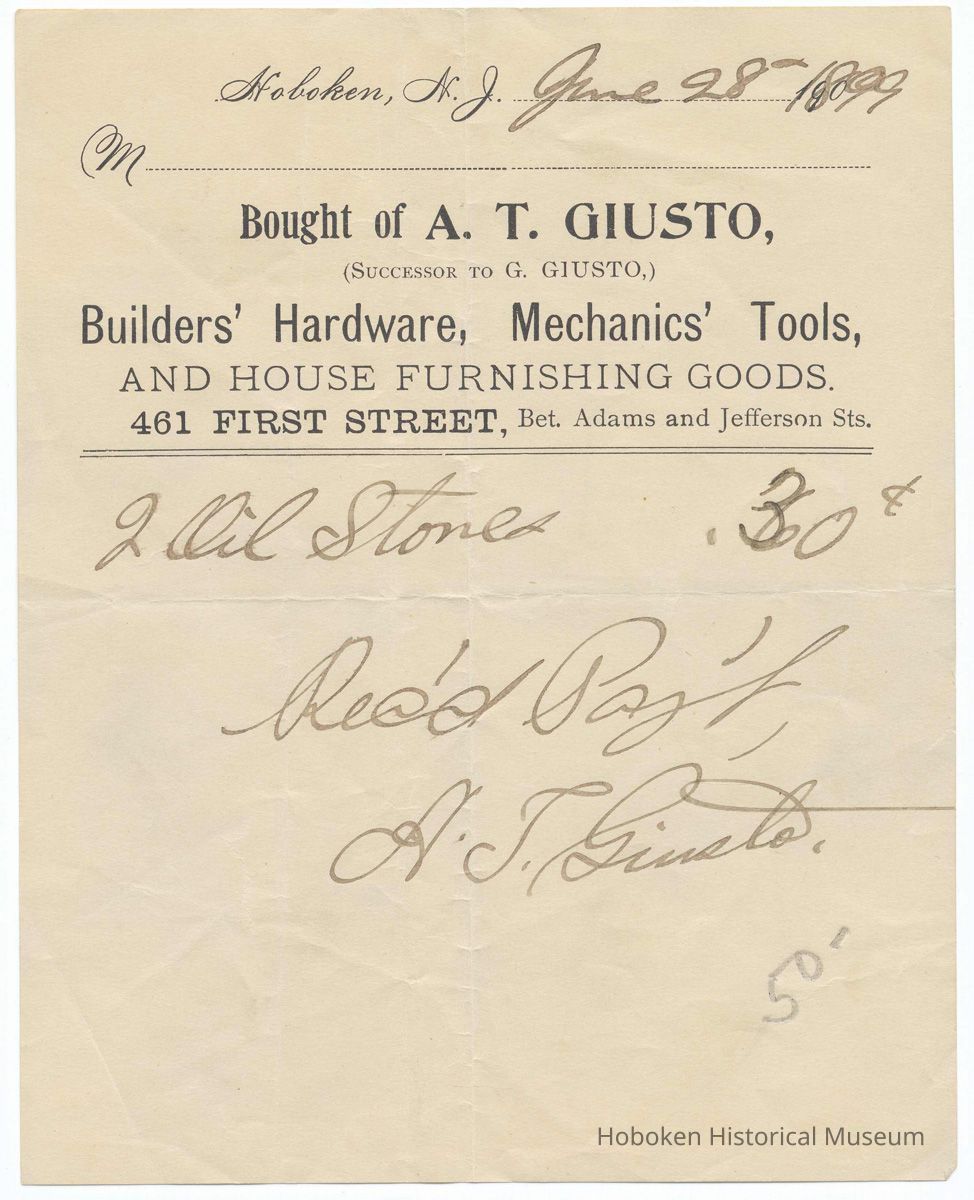 Hoboken, N. J. June 28 1899
M
Bought of A. T. GIUSTO,
(SUCCESSOR TO G. GIUSTO,)
Builders' Hardware, Mechanics' Tools,
AND HOUSE FURNISHING GOODS.
461 FIRST STREET, Bet. Adams and Jefferson Sts.
2 Oil Stones .30 ¢
Rec'd Pay't,
A. T. Giusto.
50
Hoboken Historical Museum